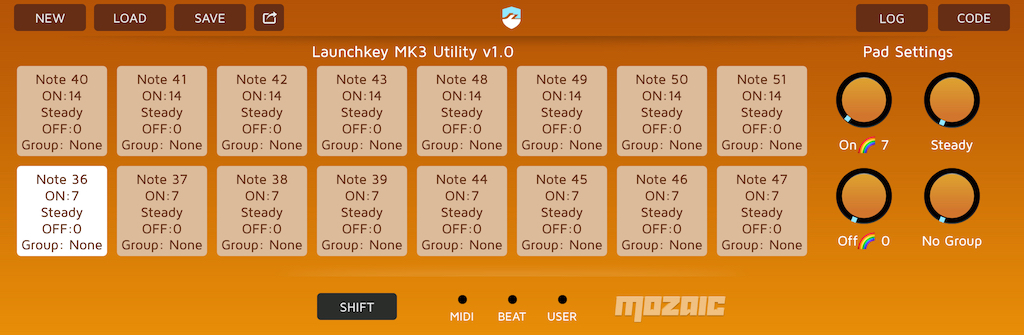 NEW LOAD SAVE LOG CODE
Launchkey MK3 Utility v1.0 Pad Settings
Note 40 Note 41 Note 42 Note 43 Note 48 Note 49 Note 50 Note 51
ON:14 ON:14 ON:14 ON:14 ON:14 ON:14 ON:14 ON:14
Steady Steady Steady Steady Steady Steady Steady Steady
OFF:0 OFF:0 OFF:0 OFF:0 OFF:0 OFF:0 OFF:0 OFF:0
Group: None Group: None Group: None Group: None Group: None Group: None Group: None Group: None
On🌈 7 Steady
Note 36 Note 37 Note 38 Note 39 Note 44 Note 45 Note 46 Note 47
ON:7 ON:7 ON:7 ON:7 ON:7 ON:7 ON:7 ON:7
Steady Steady Steady Steady Steady Steady Steady Steady
OFF:0 OFF:0 OFF:0 OFF:0 OFF:0 OFF:0 OFF:0 OFF:0
Group: None Group: None Group: None Group: None Group: None Group: None Group: None Group: None
Off🌈 0 No Group
SHIFT MIDI BEAT USER MOZAIC